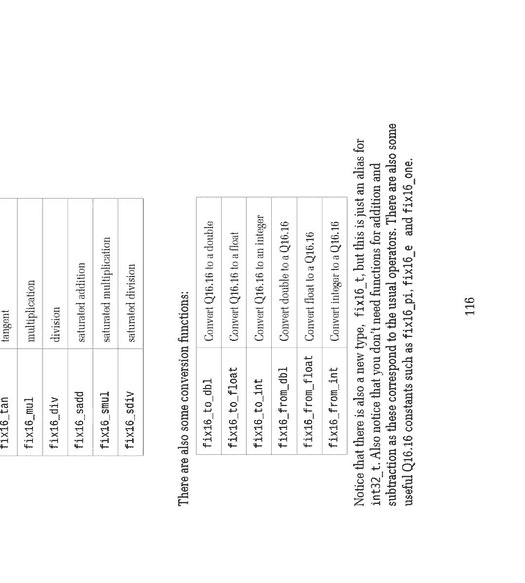 fix16_tan tangent
fix16_mul multiplication
fix16_div division
fix16_sadd saturated addition
fix16_smul saturated multiplication
fix16_sdiv saturated division
There are also some conversion functions:
fix16_to_dbl Convert Q16.16 to a double
fix16_to_float Convert Q16.16 to a float
fix16_to_int Convert Q16.16 to an integer
fix16_from_dbl Convert double to a Q16.16
fix16_from_float Convert float to a Q16.16
fix16_from_int Convert integer to a Q16.16
Notice that there is also a new type, fix16_t, but this is just an alias for
int32_t. Also notice that you don't need functions for addition and
subtraction as these correspond to the usual operators. There are also some
useful Q16.16 constants such as fix16_pi, fix16_e and fix16_one.
116